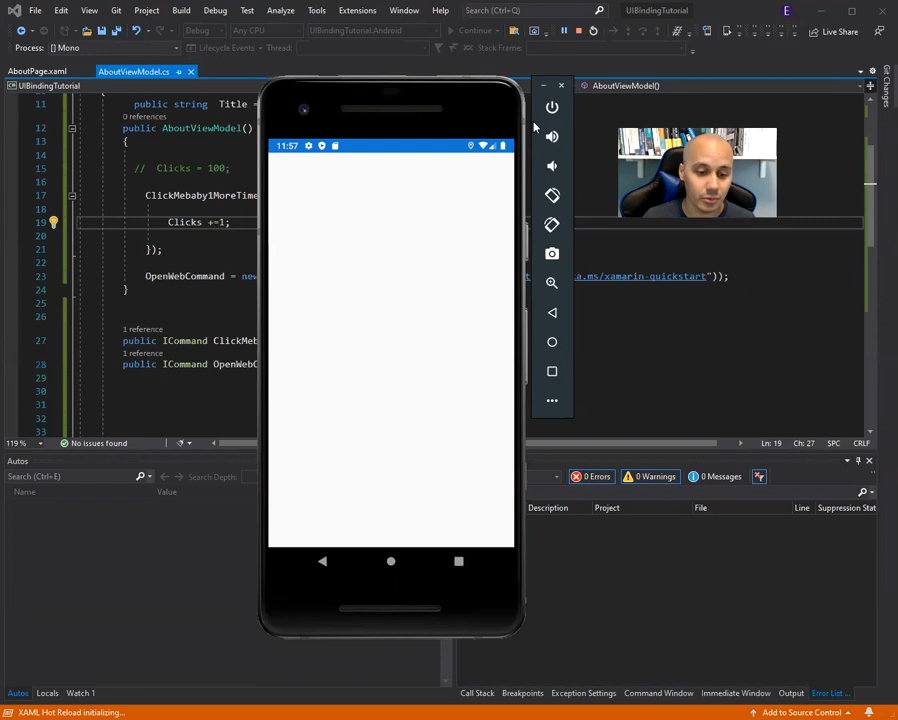 File Edit View Git Project Build Debug Test Analyze Tools Extensions Window Help Search (Ctrl+Q) UIBindingTutorial E
Debug Any CPU UIBindingTutorial.Android Continue Live Share
Process: [] Mono Lifecycle Events Thread: Stack Frame:
AboutPage.xaml AboutViewModel.cs
UIBindingTutorial AboutViewModel()
Git Changes
11 public string Title =
0 references
12 public AboutViewModel()
13 {
14
15 // Clicks = 100;
16
17 ClickMebaby1MoreTime
18
19 Clicks +=1;
20
21 });
22
23 OpenWebCommand = new a.ms/xamarin-quickstart"));
24 }
25
26
1 reference
27 public ICommand ClickMeb
1 reference
28 public ICommand OpenWebC
29
30
31
32
33
11:57
119 % No issues found Ln: 19 Ch: 27 SPC CRLF
Autos
Search (Ctrl+E) Search Depth: 0 Errors 0 Warnings 0 Messages
Name Value Description Project File Line Suppression Stat
Autos Locals Watch 1 Call Stack Breakpoints Exception Settings Command Window Immediate Window Output Error List ...
XAML Hot Reload initializing... Add to Source Control